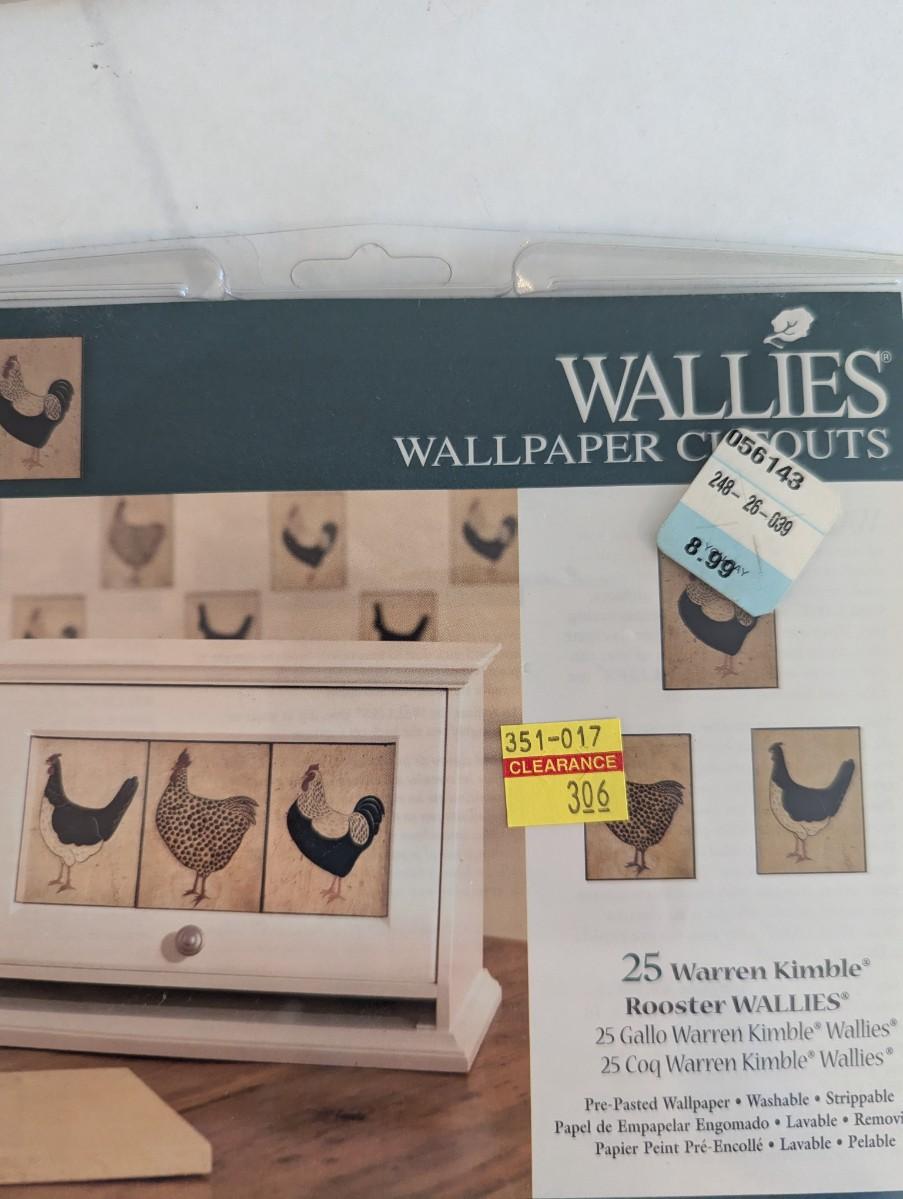 WALLIES®
WALLPAPER CUTOUTS
056143
248-26-039
8.99
351-017
CLEARANCE
306
25 Warren Kimble®
Rooster WALLIES®
25 Gallo Warren Kimble® Wallies®
25 Coq Warren Kimble® Wallies®
Pre-Pasted Wallpaper • Washable • Strippable
Papel de Empapelar Engomado • Lavable • Removi
Papier Peint Pré-Encollé • Lavable • Pelable